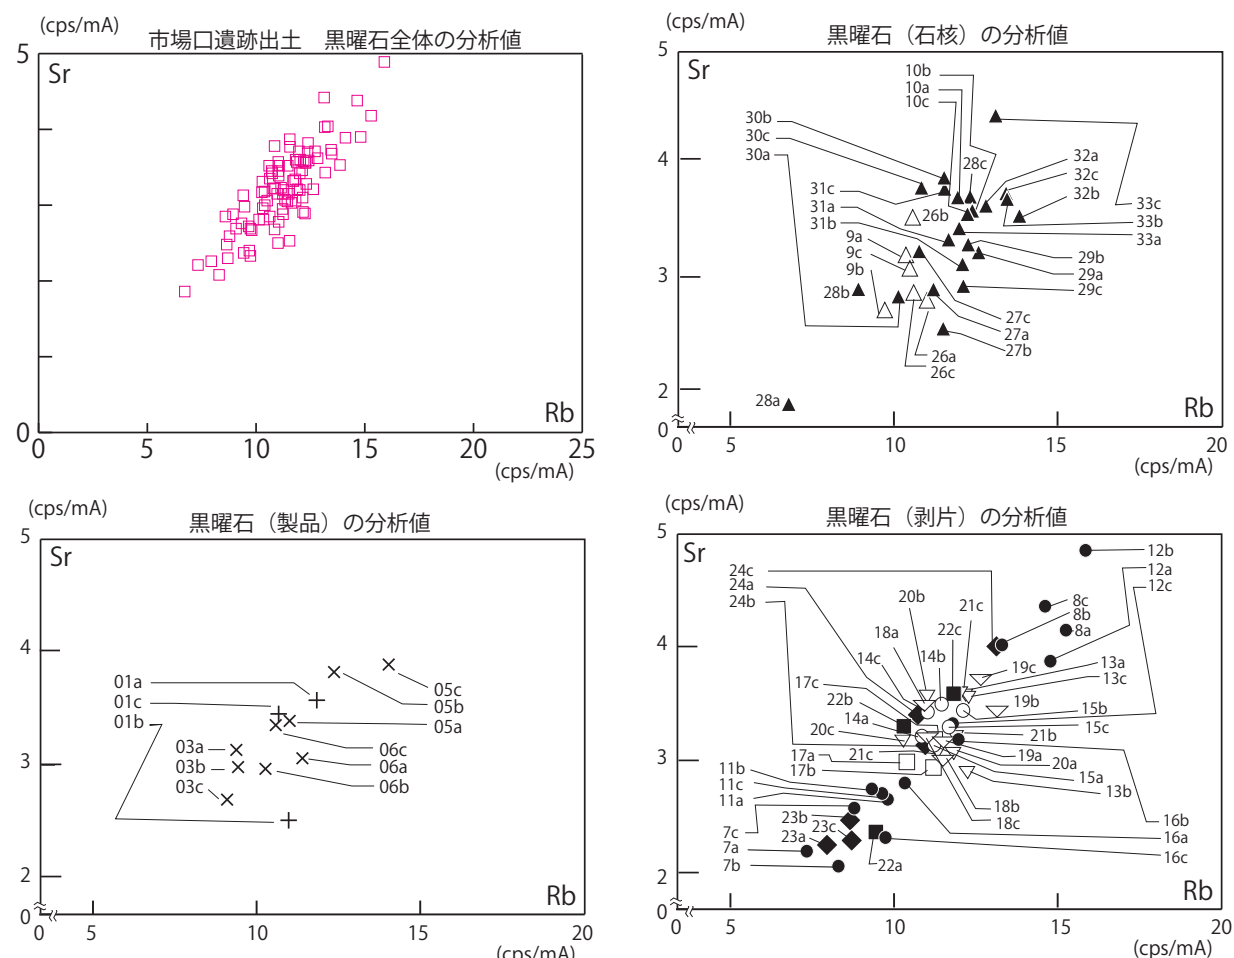 (cps/mA)
市場口遺跡出土　黒曜石全体の分析値
5
Sr
Rb
0
0
5
10
15
20
25
(cps/mA)
(cps/mA)
黒曜石（石核）の分析値
5
Sr
10b
10a
10c
30b
30c
30a
28c
32a
32c
32b
4
31c
31a
31b
26b
33c
33b
33a
9a
9c
9b
29b
29a
29c
3
28b
27c
27a
27b
26a
26c
28a
2
Rb
0
0
5
10
15
20
(cps/mA)
(cps/mA)
黒曜石（製品）の分析値
5
Sr
4
01a
01c
01b
05c
05b
05a
03a
03b
03c
06c
06a
06b
3
2
Rb
0
0
5
10
15
20
(cps/mA)
(cps/mA)
黒曜石（剥片）の分析値
5
Sr
12b
12a
12c
24c
24a
24b
20b
21c
8c
8b
8a
4
18a
22c
14c
14b
19c
13a
13c
17c
22b
14a
20c
19b
15b
15c
21b
21c
19a
20a
17a
17b
15a
13b
3
11b
11c
11a
18b
18c
23b
23c
23a
7c
7a
7b
22a
16b
16a
16c
2
Rb
0
0
5
10
15
20
(cps/mA)